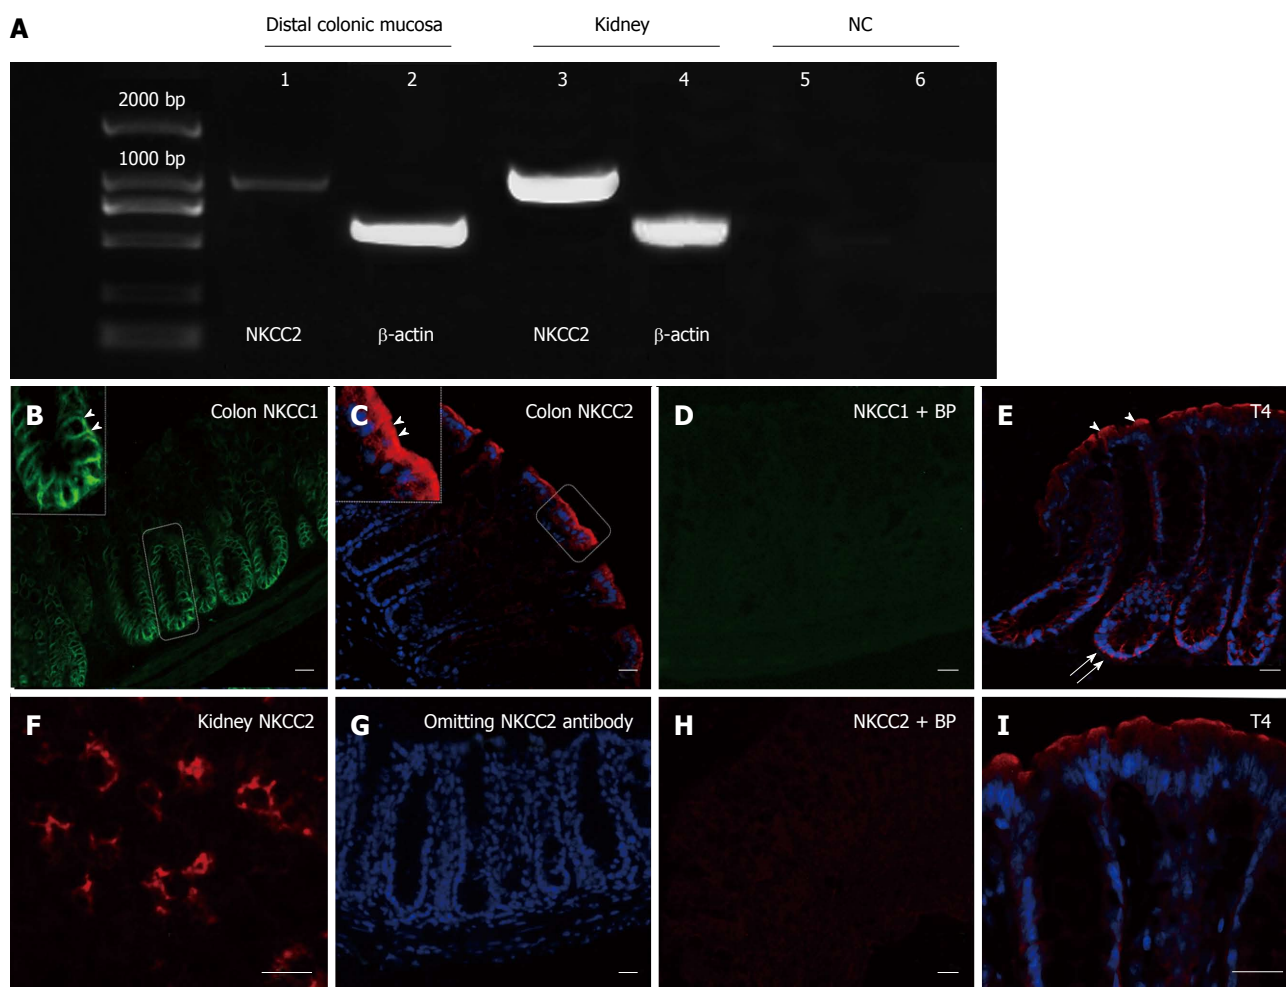 A
Distal colonic mucosa
Kidney
NC
1
2
3
4
5
6
2000 bp
1000 bp
NKCC2
β-actin
NKCC2
β-actin
B
Colon NKCC1
C
Colon NKCC2
D
NKCC1 + BP
E
T4
F
Kidney NKCC2
G
Omitting NKCC2 antibody
H
NKCC2 + BP
I
T4